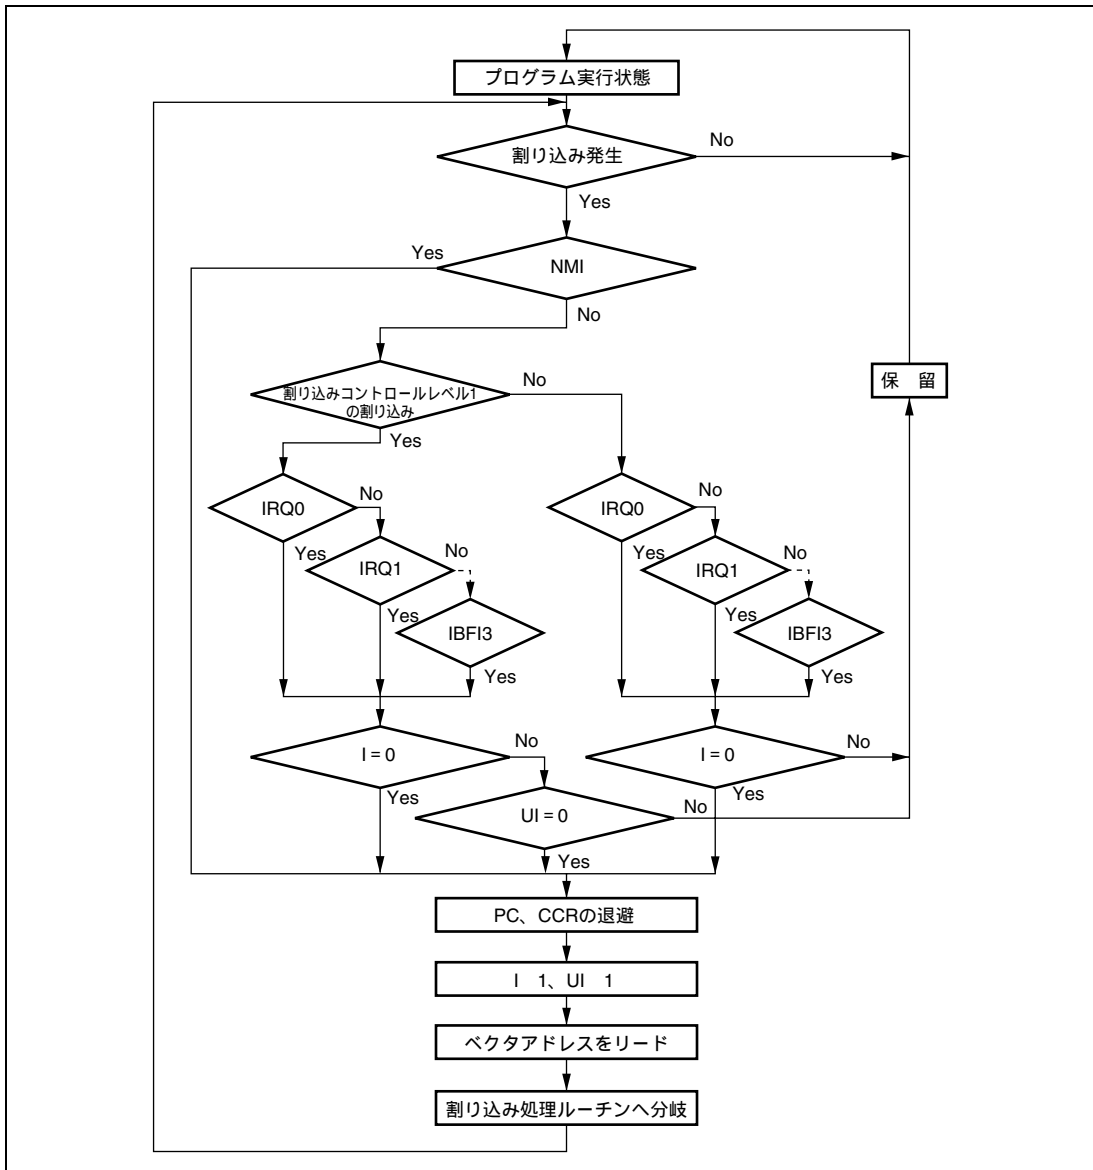 プログラム実行状態
割り込み発生
No
Yes
Yes
NMI
No
割り込みコントロールレベル1
の割り込み
No
Yes
保　留
IRQ0
No
Yes
IRQ1
No
Yes
IBFI3
Yes
IRQ0
No
Yes
IRQ1
No
Yes
IBFI3
Yes
I = 0
No
Yes
UI = 0
No
Yes
I = 0
No
Yes
PC、CCRの退避
I　1、UI　1
ベクタアドレスをリード
割り込み処理ルーチンへ分岐